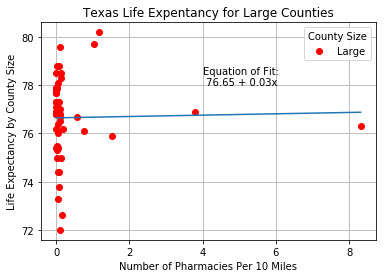 Texas Life Expentancy for Large Counties
County Size
Large
Equation of Fit:
76.65 + 0.03x
Life Expectancy by County Size
80
78
76
74
72
0
2
4
6
8
Number of Pharmacies Per 10 Miles